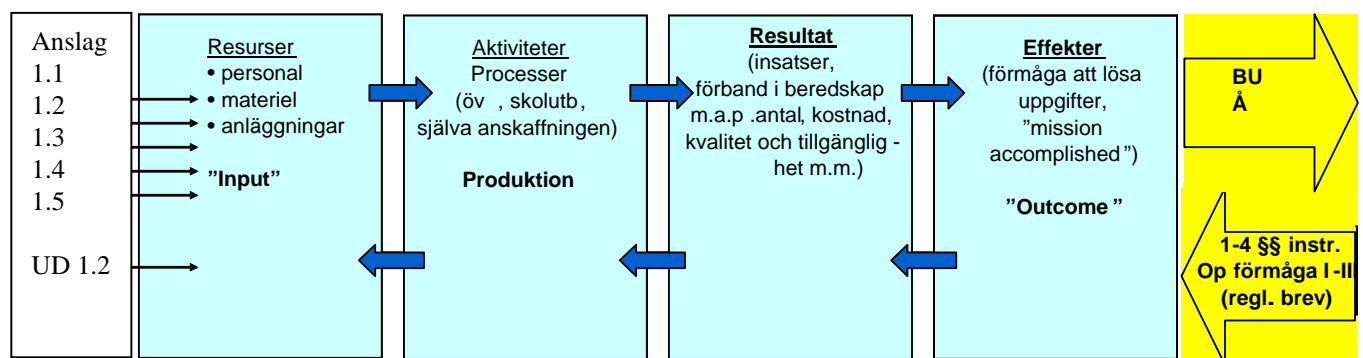 Anslag
1.1
1.2
1.3
1.4
1.5
UD 1.2
Resurser
• personal
• materiel
• anläggningar
”Input”
Aktiviteter
Processer
(öv , skolutb,
själva anskaffningen)
Produktion
Resultat
(insatser,
förband i beredskap
m.a.p .antal, kostnad,
kvalitet och tillgänglig -
het m.m.)
Effekter
(förmåga att lösa
uppgifter,
”mission
accomplished”)
”Outcome ”
BU
Å
1-4 §§ instr.
Op förmåga I -III
(regl. brev)